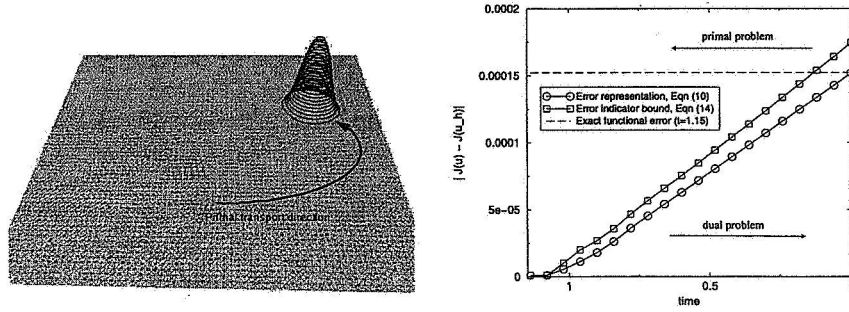 Primal transport direction
0.0002
0.00015
0.0001
5e-05
0
| J(u) - J(u_h)|
primal problem
Error representation, Eqn (10)
Error indicator bound, Eqn (14)
Exact functional error (t=1.15)
dual problem
1
0.5
time